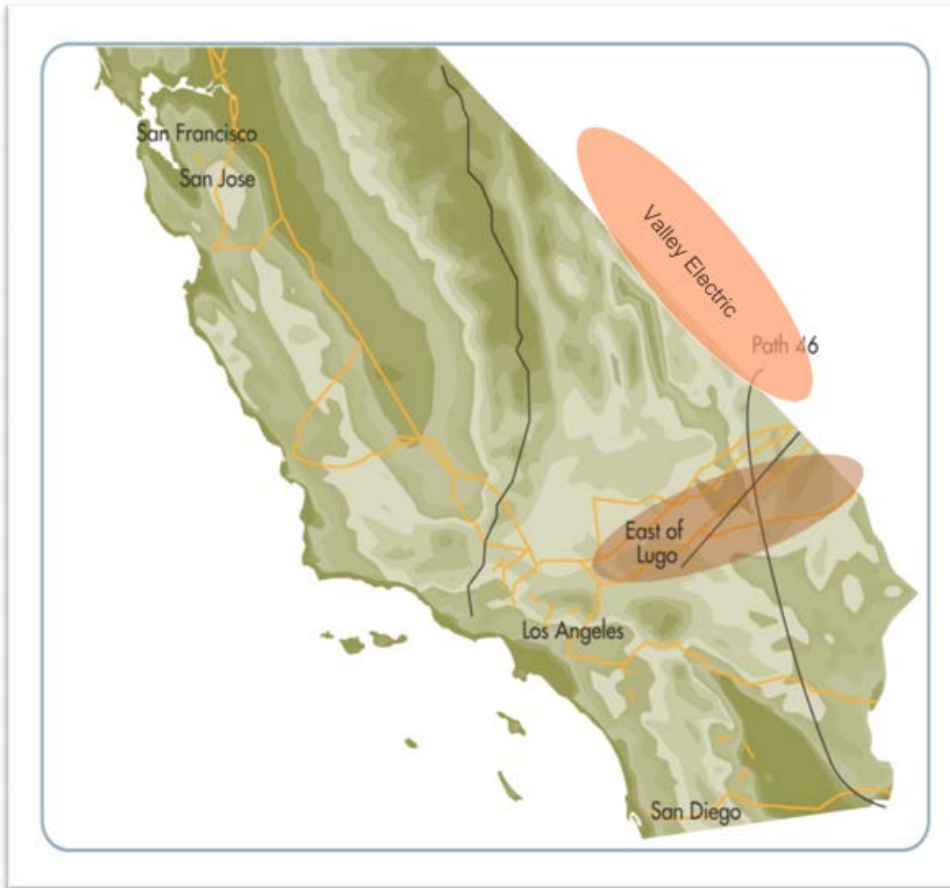 San Francisco
San Jose
Valley Electric
Path 46
East of
Lugo
Los Angeles
San Diego